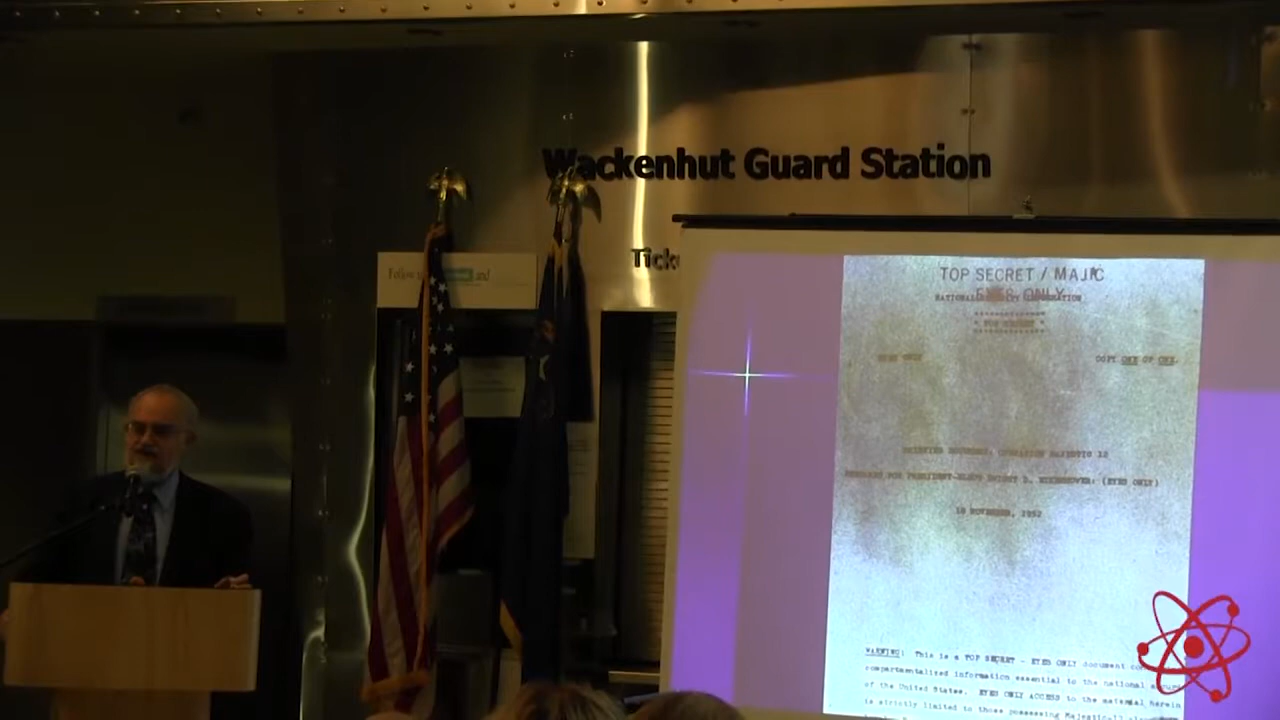 Wackenhut Guard Station
Follow and
TOP SECRET / MAJIC
EYES ONLY
NATIONAL SECURITY INFORMATION
* TOP SECRET *
EYES ONLY
COPY ONE OF ONE.
BRIEFING DOCUMENT: OPERATION MAJESTIC 12
PREPARED FOR PRESIDENT-ELECT DWIGHT D. EISENHOWER: (EYES ONLY)
18 NOVEMBER, 1952
WARNING: This is a TOP SECRET - EYES ONLY document
compartmentalized information essential to the national
of the United States. EYES ONLY ACCESS to the material herein
is strictly limited to those possessing Majestic